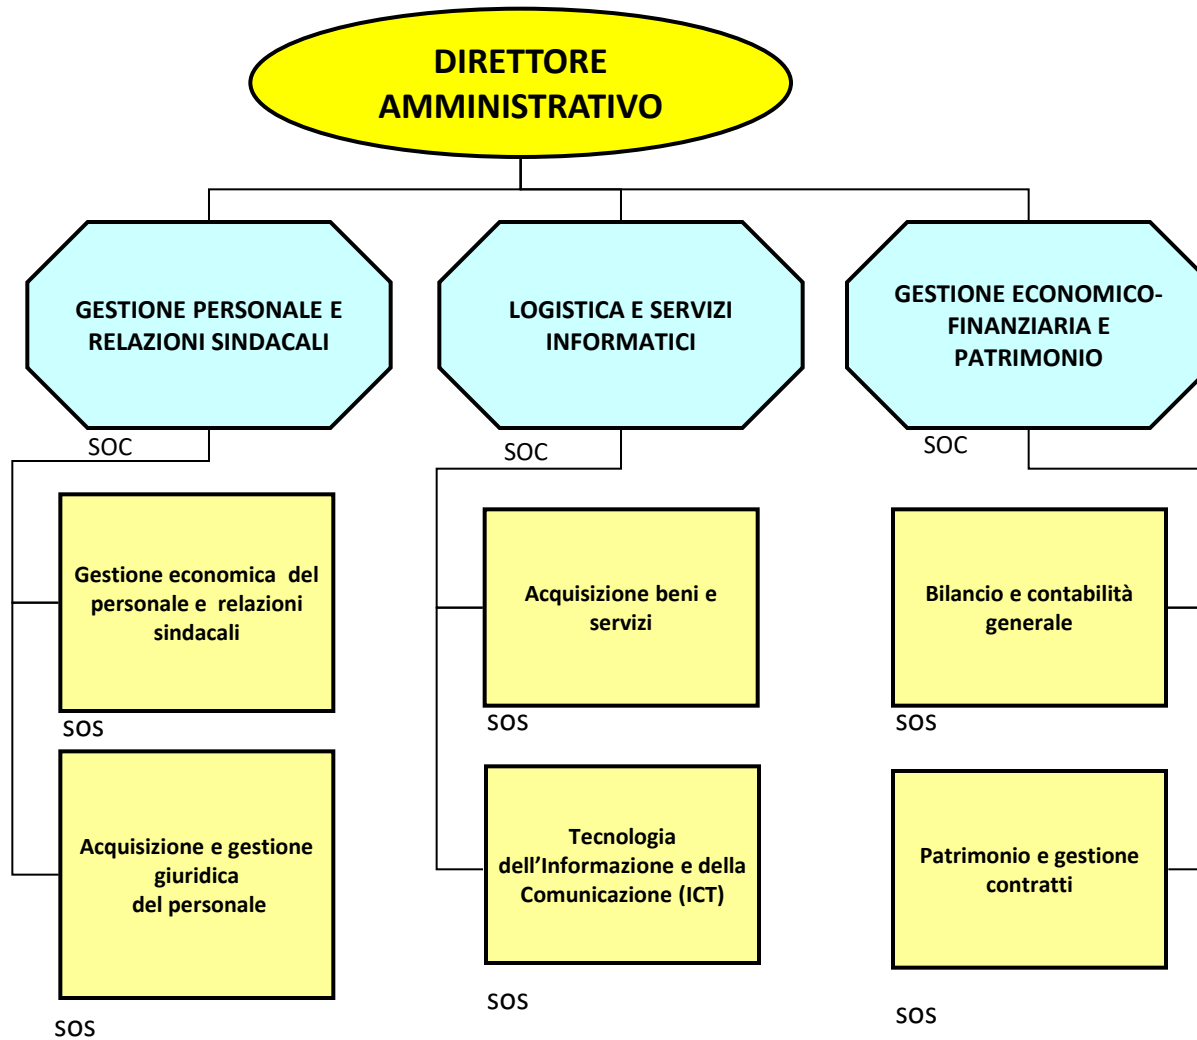 DIRETTORE
AMMINISTRATIVO
GESTIONE PERSONALE E
RELAZIONI SINDACALI
LOGISTICA E SERVIZI
INFORMATICI
GESTIONE ECONOMICO-
FINANZIARIA E
PATRIMONIO
SOC
SOC
SOC
Gestione economica del
personale e relazioni
sindacali
Acquisizione beni e
servizi
Bilancio e contabilità
generale
SOS
SOS
SOS
Acquisizione e gestione
giuridica
del personale
Tecnologia
dell’Informazione e della
Comunicazione (ICT)
Patrimonio e gestione
contratti
SOS
SOS
SOS